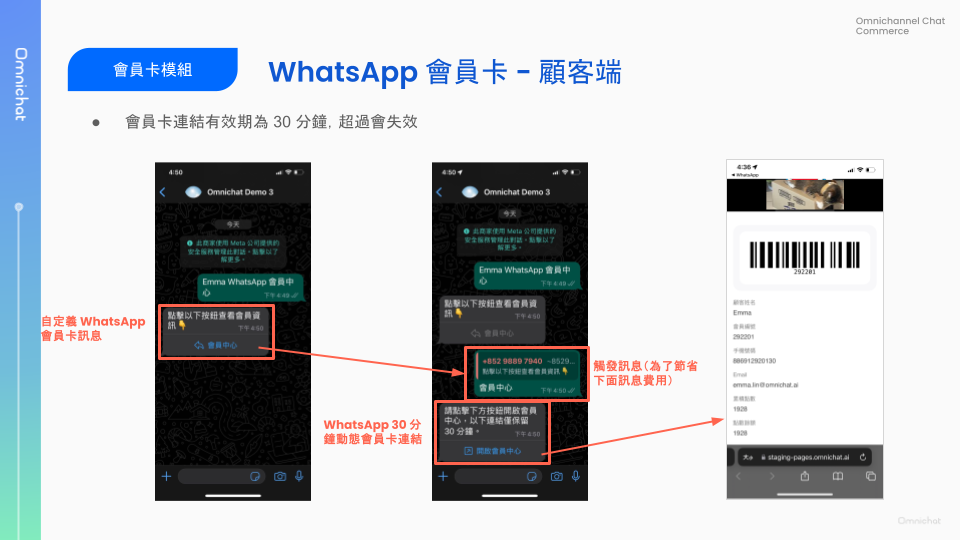 Omnichannel Chat
Commerce
Omnichat
會員卡模組
WhatsApp 會員卡 - 顧客端
● 會員卡連結有效期為 30 分鐘, 超過會失效
自定義 WhatsApp
會員卡訊息
4:50
Omnichat Demo 3
今天
此商家使用 Meta 公司提供的
安全服務管理此對話。點擊以了
解更多。
Emma WhatsApp 會員中
心
下午4:49
點擊以下按鈕查看會員資
訊👇
下午4:50
會員中心
WhatsApp 30 分
鐘動態會員卡連結
4:50
Omnichat Demo 3
今天
此商家使用 Meta 公司提供的
安全服務管理此對話。點擊以了
解更多。
Emma WhatsApp 會員中
心
下午4:49
點擊以下按鈕查看會員資
訊👇
下午4:50
會員中心
+852 9889 7940 ~8529...
點擊以下按鈕查看會員資訊👇
會員中心
下午4:50
請點擊下方按鈕開啟會員
中心，以下連結僅保留
30 分鐘。
下午4:50
開啟會員中心
觸發訊息（為了節省
下面訊息費用）
4:36
WhatsApp
292201
顧客姓名
Emma
會員編號
292201
手機號碼
886912920130
Email
emma.lin@omnichat.ai
累積點數
1928
點數餘額
1928
大小 staging-pages.omnichat.ai
Omnichat